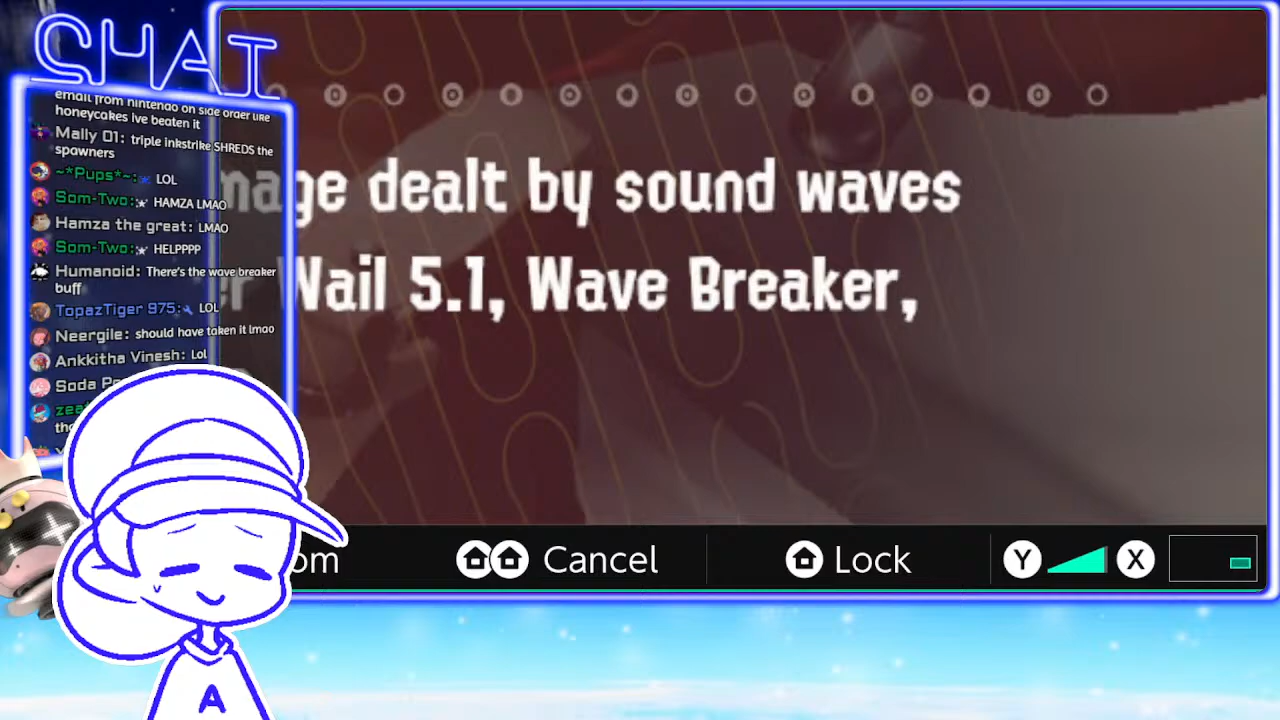 CHAT
email from nintendo on side order like
honeycakes ive beaten it
Mally 01: triple inkstrike SHREDS the
spawners
~*Pups*~: LOL
Som-Two: HAMZA LMAO
Hamza the great: LMAO
Som-Two: HELPPPP
Humanoid: There's the wave breaker
buff
TopazTiger 975: LOL
Neergile: should have taken it lmao
Ankkitha Vinesh: Lol
Soda
mage dealt by sound waves
er Wail 5.1, Wave Breaker,
om
Cancel
Lock
Y
X
A